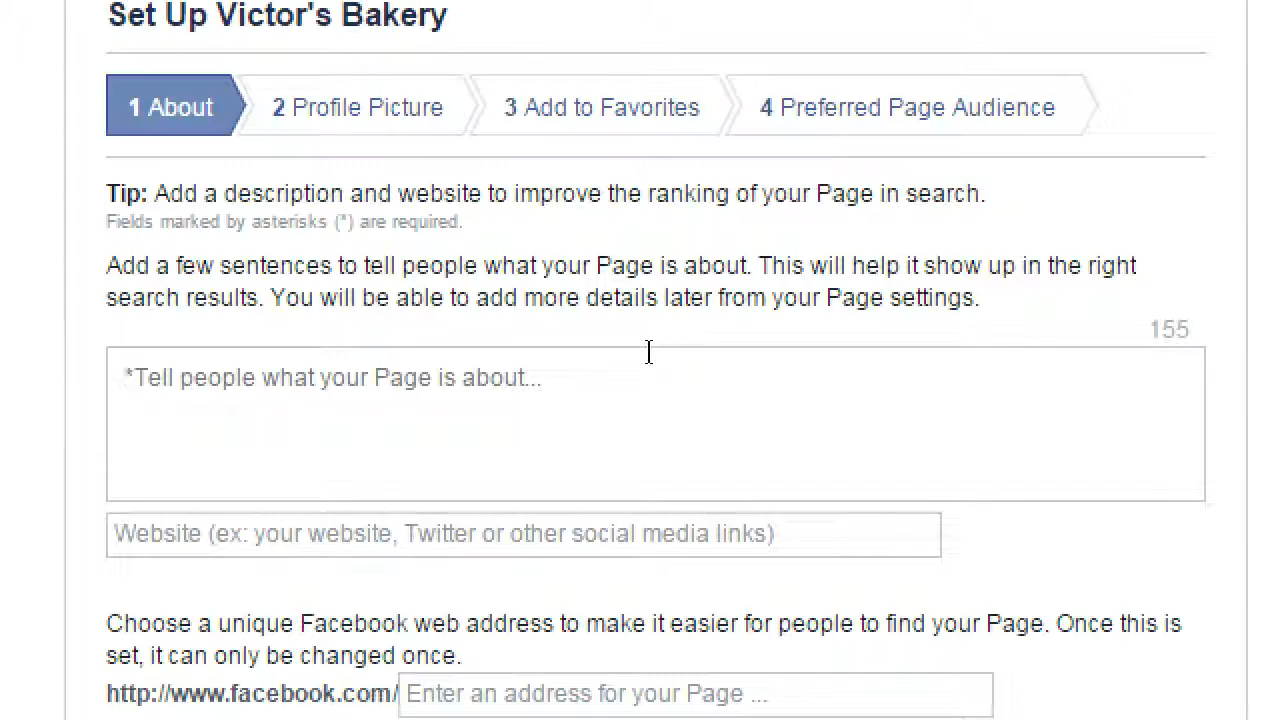 Set Up Victor's Bakery
1 About 2 Profile Picture 3 Add to Favorites 4 Preferred Page Audience
Tip: Add a description and website to improve the ranking of your Page in search.
Fields marked by asterisks (*) are required.
Add a few sentences to tell people what your Page is about. This will help it show up in the right
search results. You will be able to add more details later from your Page settings.
155
*Tell people what your Page is about...
Website (ex: your website, Twitter or other social media links)
Choose a unique Facebook web address to make it easier for people to find your Page. Once this is
set, it can only be changed once.
http://www.facebook.com/ Enter an address for your Page ...